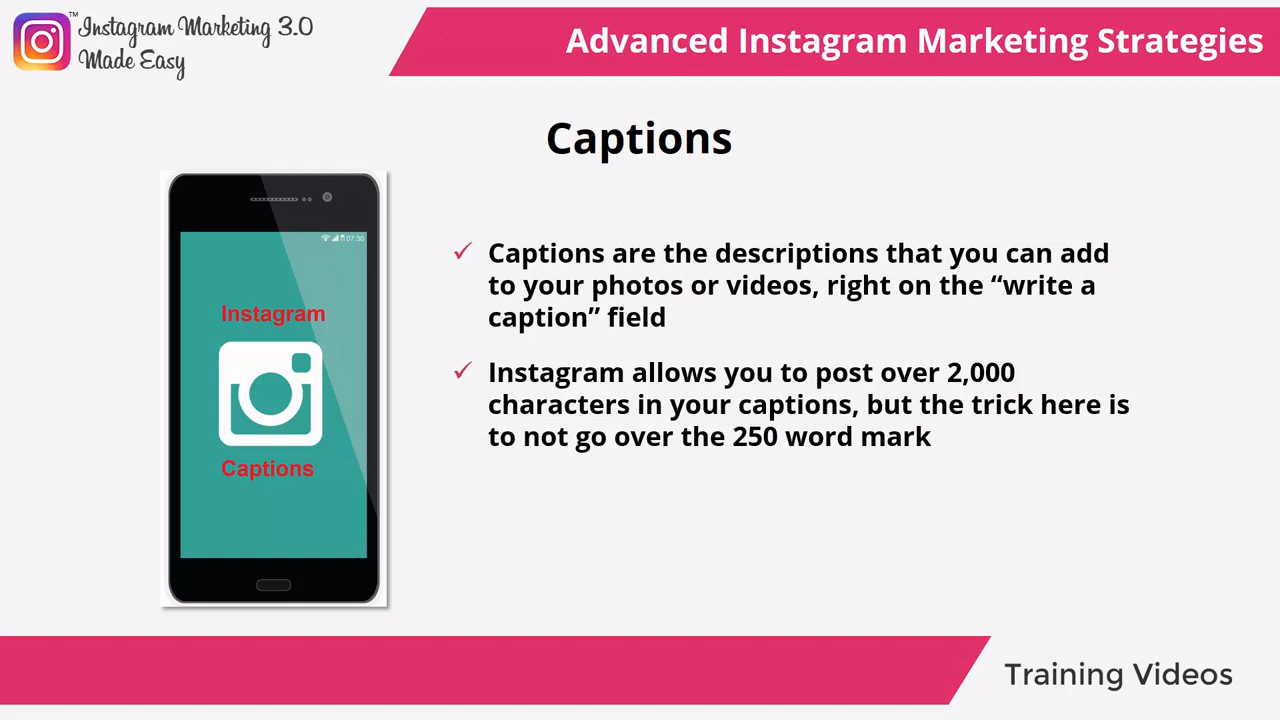 Instagram Marketing 3.0
Made Easy
TM
Advanced Instagram Marketing Strategies
Captions
07:30
Instagram
Captions
✓ Captions are the descriptions that you can add
to your photos or videos, right on the “write a
caption” field
✓ Instagram allows you to post over 2,000
characters in your captions, but the trick here is
to not go over the 250 word mark
Training Videos